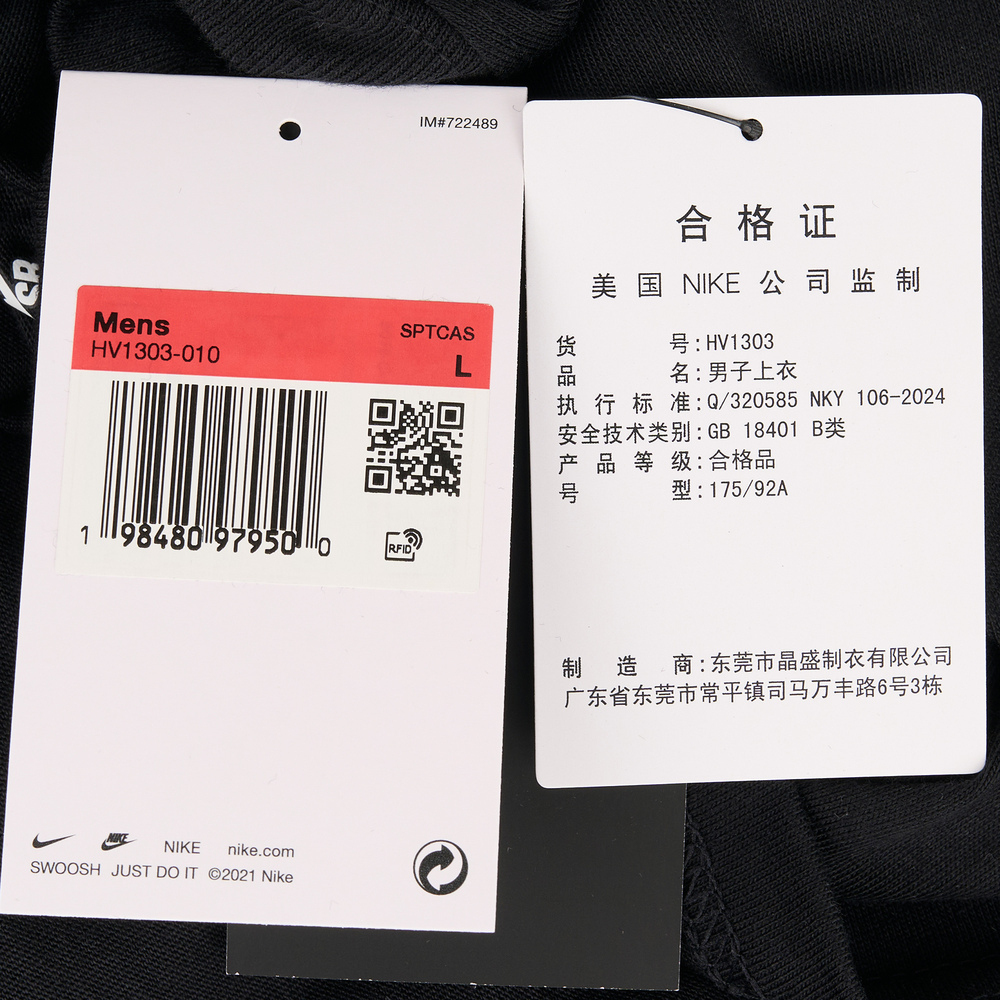 IM#722489
Mens
SPTCAS
HV1303-010
L
1 98480 97950 0
RFID
NIKE NIKE nike.com
SWOOSH JUST DO IT ©2021 Nike
合格证
美国 NIKE 公司监制
货号:HV1303
品名:男子上衣
执行标准:Q/320585 NKY 106-2024
安全技术类别:GB 18401 B类
产品等级:合格品
号型:175/92A
制造商:东莞市晶盛制衣有限公司
广东省东莞市常平镇司马万丰路6号3栋